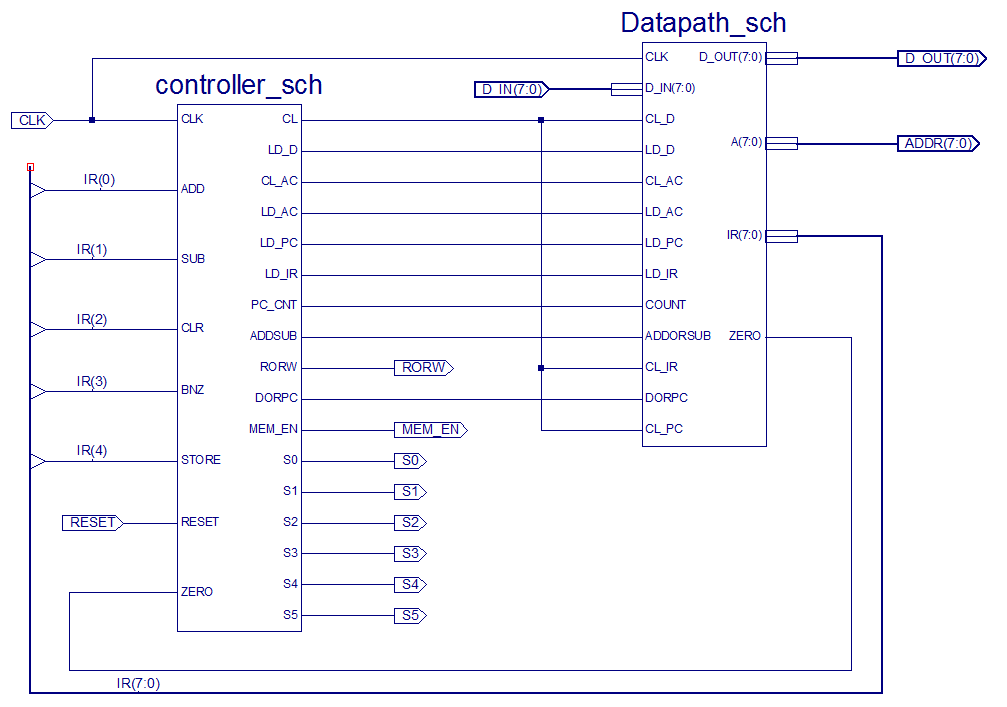 Datapath_sch
CLK
D_OUT(7:0)
D_OUT(7:0)
D_IN(7:0)
D_IN(7:0)
controller_sch
CLK
CLK
CL
CL_D
A(7:0)
ADDR(7:0)
LD_D
LD_D
IR(0)
ADD
CL_AC
CL_AC
LD_AC
LD_AC
IR(7:0)
IR(1)
SUB
LD_PC
LD_PC
LD_IR
LD_IR
PC_CNT
COUNT
IR(2)
CLR
ADDSUB
ADDORSUB
ZERO
RORW
RORW
CL_IR
IR(3)
BNZ
DORPC
DORPC
MEM_EN
MEM_EN
CL_PC
IR(4)
STORE
S0
S0
S1
S1
RESET
RESET
S2
S2
S3
S3
ZERO
S4
S4
S5
S5
IR(7:0)